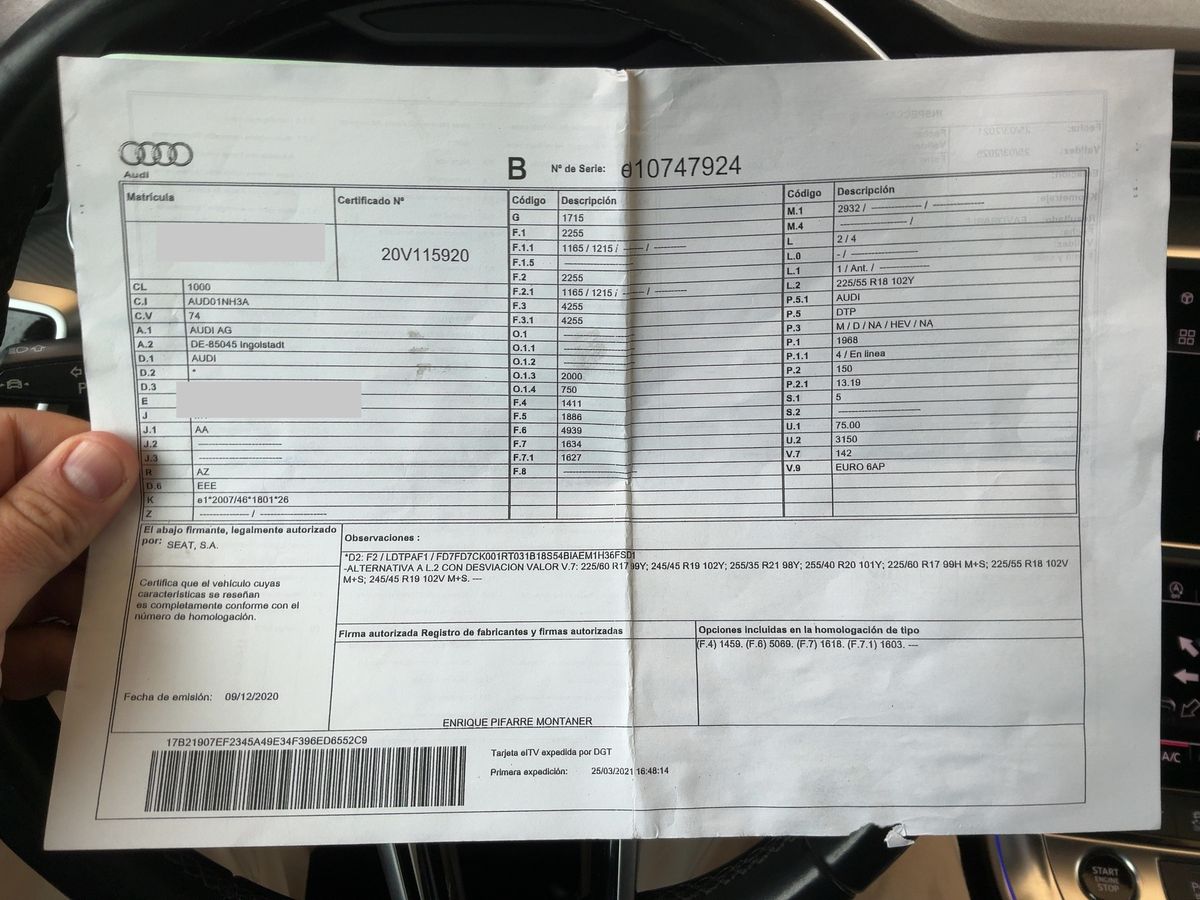 Audi
B Nº de Serie: e10747924
Matrícula
Certificado Nº
20V115920
CL 1000
C.I AUD01NH3A
C.V 74
A.1 AUDI AG
A.2 DE-85045 Ingolstadt
D.1 AUDI
D.2 *
D.3
E
J
J.1 AA
J.2 --------------------
J.3 --------------------
R AZ
D.6 EEE
K e1*2007/46*1801*26
Z ------------ / ----------------
Código Descripción
G 1715
F.1 2255
F.1.1 1165 / 1215 / ------ / --------
F.1.5 --------------------
F.2 2255
F.2.1 1165 / 1215 / ------ / --------
F.3 4255
F.3.1 4255
O.1 --------------------
O.1.1 --------------------
O.1.2 --------------------
O.1.3 2000
O.1.4 750
F.4 1411
F.5 1886
F.6 4939
F.7 1634
F.7.1 1627
F.8 --------------------
Código Descripción
M.1 2932 / ------------ / ------------
M.4 ---------------- /
L 2 / 4
L.0 - / ----------------
L.1 1 / Ant. / ------------
L.2 225/55 R18 102Y
P.5.1 AUDI
P.5 DTP
P.3 M / D / NA / HEV / NA
P.1 1968
P.1.1 4 / En linea
P.2 150
P.2.1 13.19
S.1 5
S.2 --------------------
U.1 75.00
U.2 3150
V.7 142
V.9 EURO 6AP
El abajo firmante, legalmente autorizado
por: SEAT, S.A.
Certifica que el vehículo cuyas
características se reseñan
es completamente conforme con el
número de homologación.
Fecha de emisión: 09/12/2020
Observaciones :
*D2: F2 / LDTPAF1 / FD7FD7CK001RT031B18S54BIAEM1H36FSD1
-ALTERNATIVA A L.2 CON DESVIACION VALOR V.7: 225/60 R17 99Y; 245/45 R19 102Y; 255/35 R21 98Y; 255/40 R20 101Y; 225/60 R17 99H M+S; 225/55 R18 102V
M+S; 245/45 R19 102V M+S. ---
Firma autorizada Registro de fabricantes y firmas autorizadas
ENRIQUE PIFARRE MONTANER
Opciones incluidas en la homologación de tipo
(F.4) 1459. (F.6) 5069. (F.7) 1618. (F.7.1) 1603. ---
17B21907EF2345A49E34F396ED6552C9
Tarjeta eITV expedida por DGT
Primera expedición: 25/03/2021 16:48:14
A/C
START
ENGINE
STOP